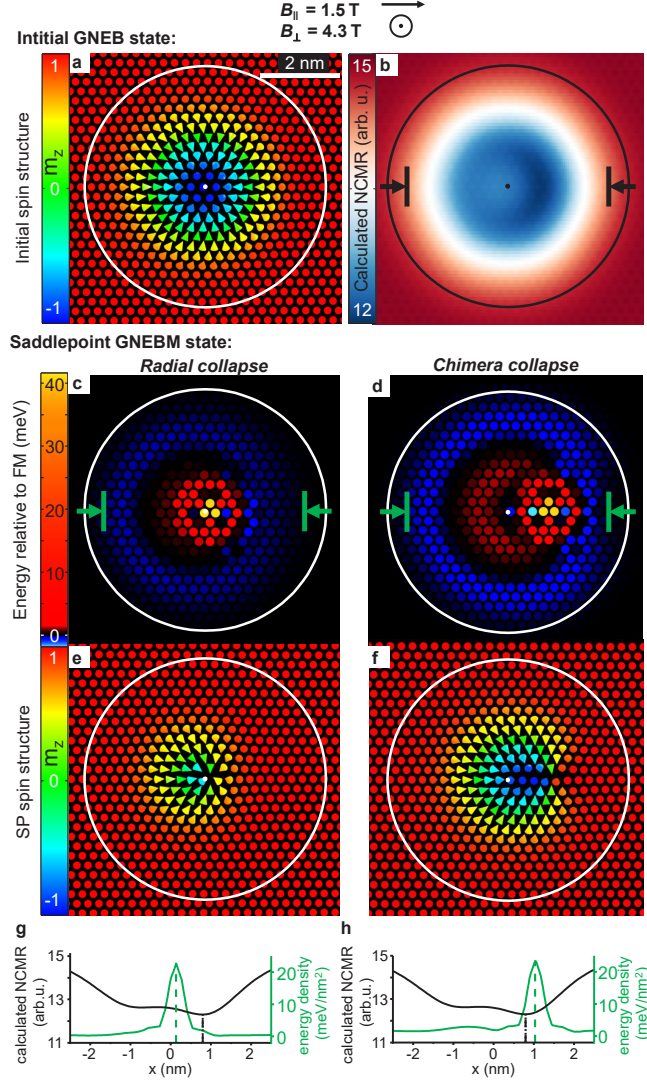 B∥ = 1.5 T
B⊥ = 4.3 T
Intitial GNEB state:
a
2 nm
1
m_z
0
-1
Initial spin structure
b
15
Calculated NCMR (arb. u.)
12
Saddlepoint GNEBM state:
Radial collapse
Chimera collapse
c
d
40
30
20
10
0
Energy relative to FM (meV)
e
f
1
m_z
0
-1
SP spin structure
g
15
13
11
calculated NCMR
(arb.u.)
-2 -1 0 1 2
x (nm)
20
10
0
energy density
(meV/nm²)
h
15
13
11
calculated NCMR
(arb.u.)
-2 -1 0 1 2
x (nm)
20
10
0
energy density
(meV/nm²)